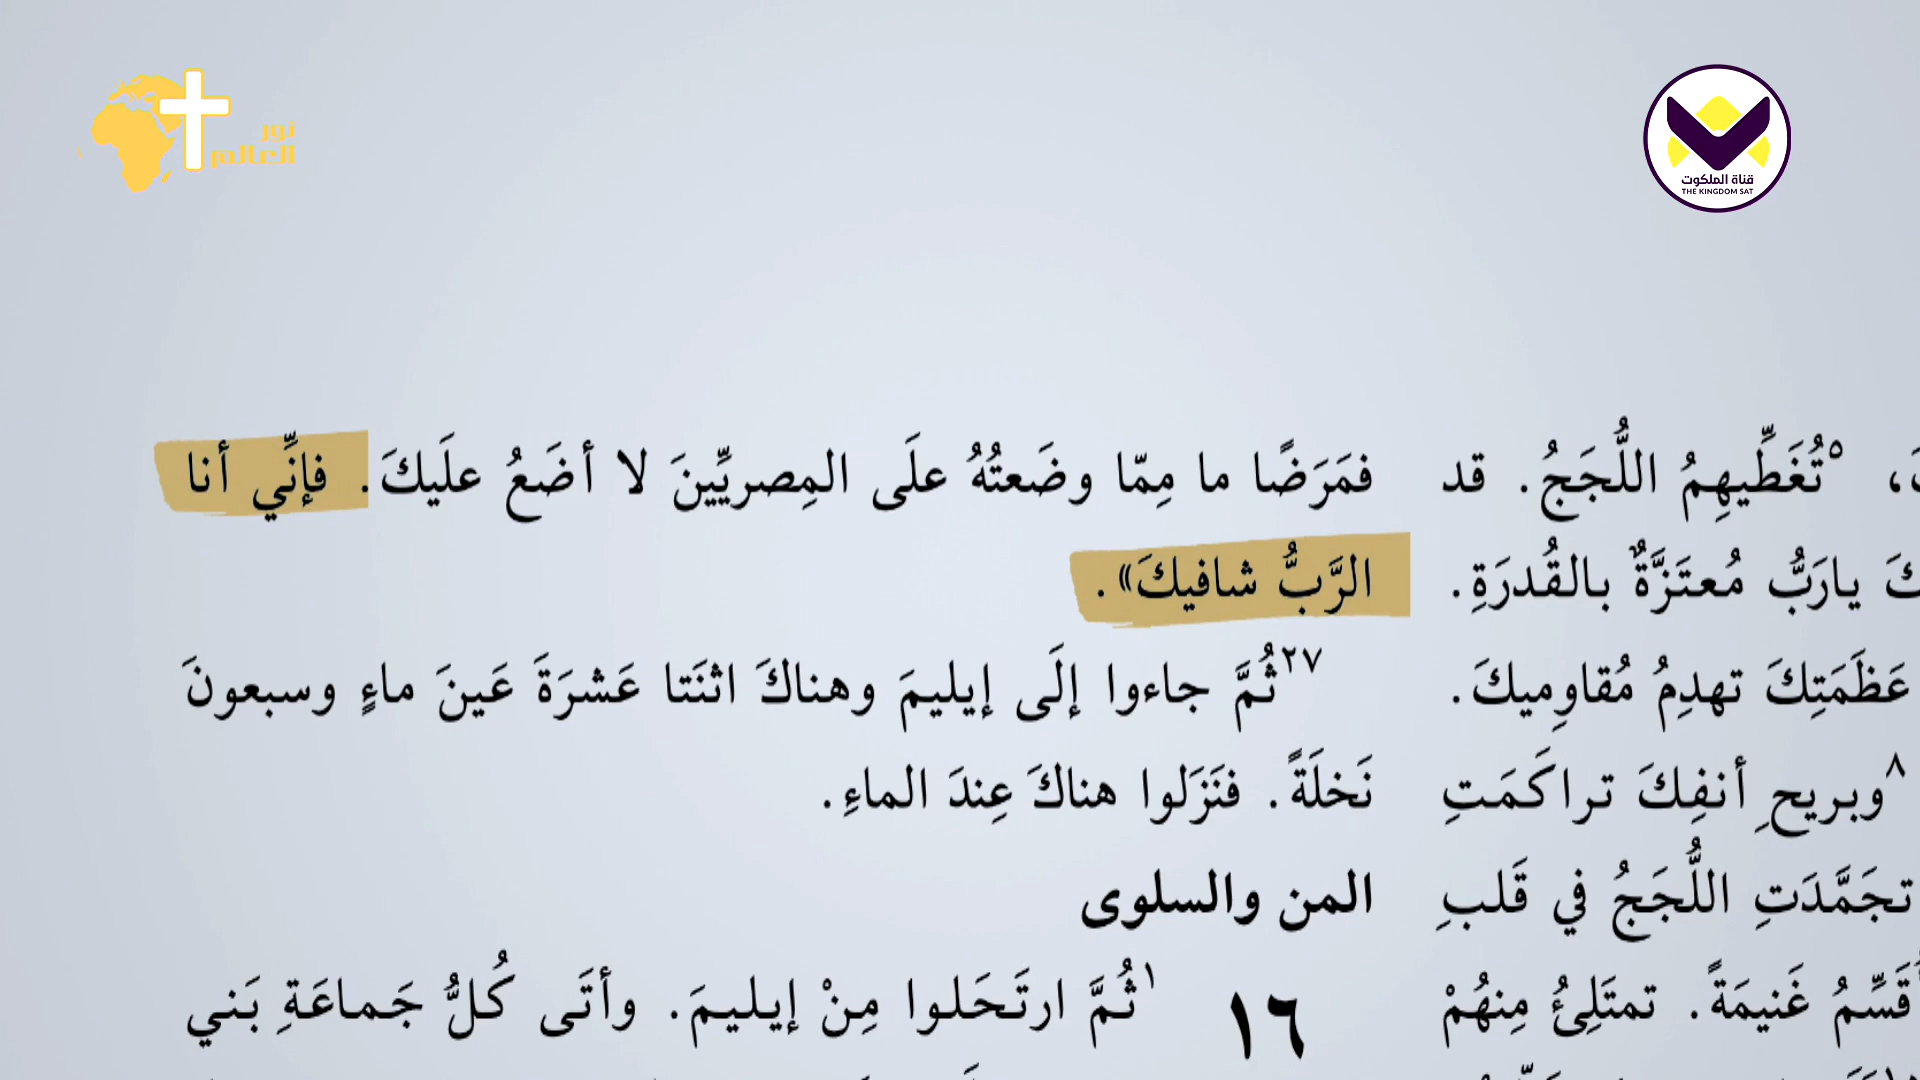 نور
العالم
قناة الملكوت
THE KINGDOM SAT
⁵تُغَطِّيهِمُ اللُّجَجُ. قد
يارَبُّ مُعتَزَّةٌ بالقُدرَةِ.
عَظَمَتِكَ تهدِمُ مُقاوِميكَ.
⁸وبريحِ أنفِكَ تراكَمَتِ
تجَمَّدَتِ اللُّجَجُ في قَلبِ
قَسِّمُ غَنيمَةً. تمتَلِئُ مِنهُمْ
فمَرَضًا ما مِمّا وضَعتُهُ علَى المِصريِّينَ لا أضَعُ علَيكَ. فإنِّي أنا
الرَّبُّ شافيكَ».
٢٧ثُمَّ جاءوا إلَى إيليمَ وهناكَ اثنَتا عَشرَةَ عَينَ ماءٍ وسبعونَ
نَخلَةً. فنَزَلوا هناكَ عِندَ الماءِ.
المن والسلوى
١٦ ١ثُمَّ ارتَحَلوا مِنْ إيليمَ. وأتَى كُلُّ جَماعَةِ بَني